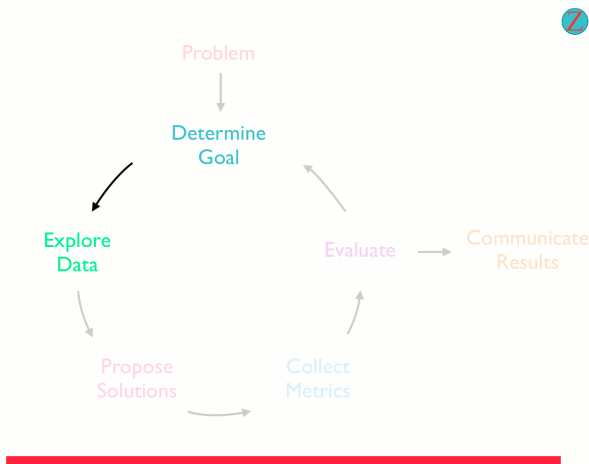 Z
Problem
Determine
Goal
Explore
Data
Evaluate
Communicate
Results
Propose
Solutions
Collect
Metrics